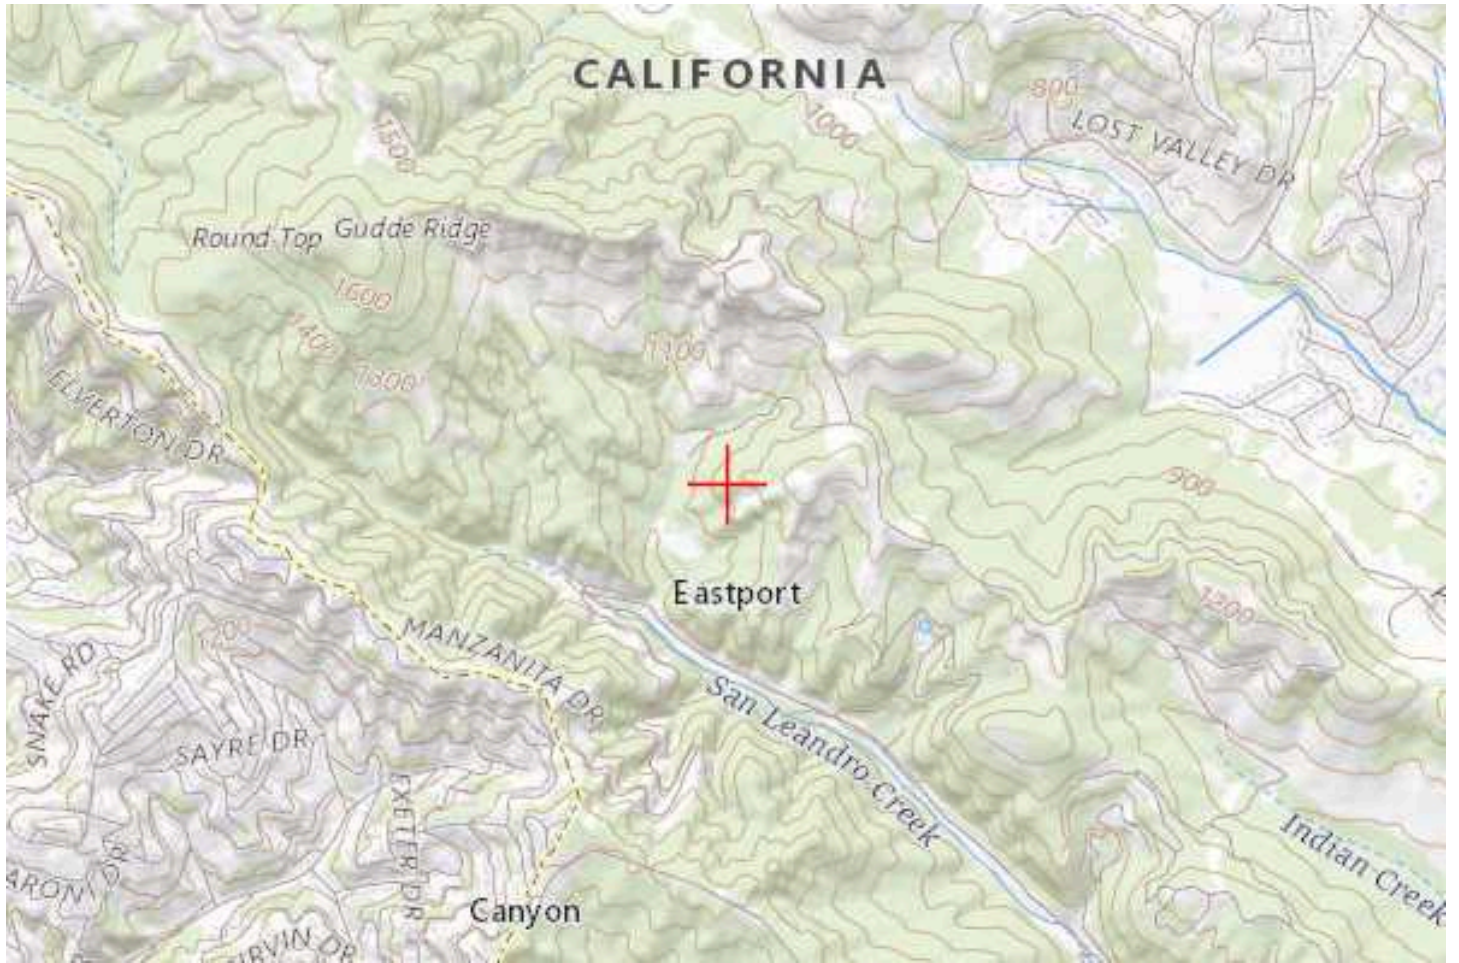 CALIFORNIA
800
LOST VALLEY DR
1000
1500
Round Top
Gudde Ridge
1600
1400
1100
ELVERTON DR
900
Eastport
1200
1200
MANZANITA DR
SNAKE RD
SAYRE DR
San Leandro Creek
EXETER DR
Indian Creek
Canyon